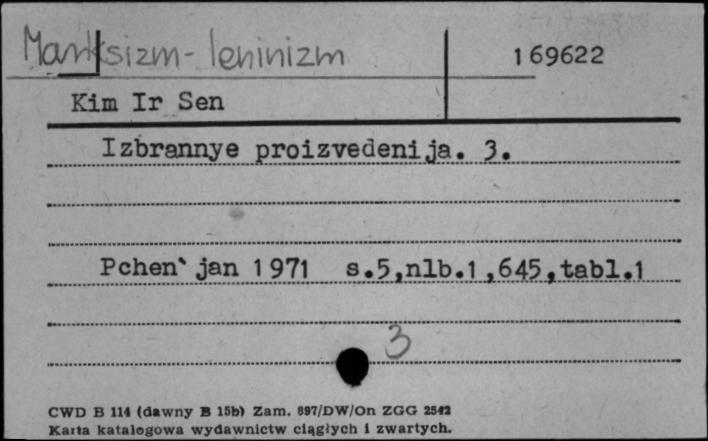 Marksizm-leninizm 169622
Kim Ir Sen
Izbrannye proizvedenija. 3.
Pchen`jan 1971 s.5,nlb.1,645,tabl.1
3
CWD B 114 (dawny B 15b) Zam. 897/DW/On ZGG 2542
Karta katalogowa wydawnictw ciągłych i zwartych.